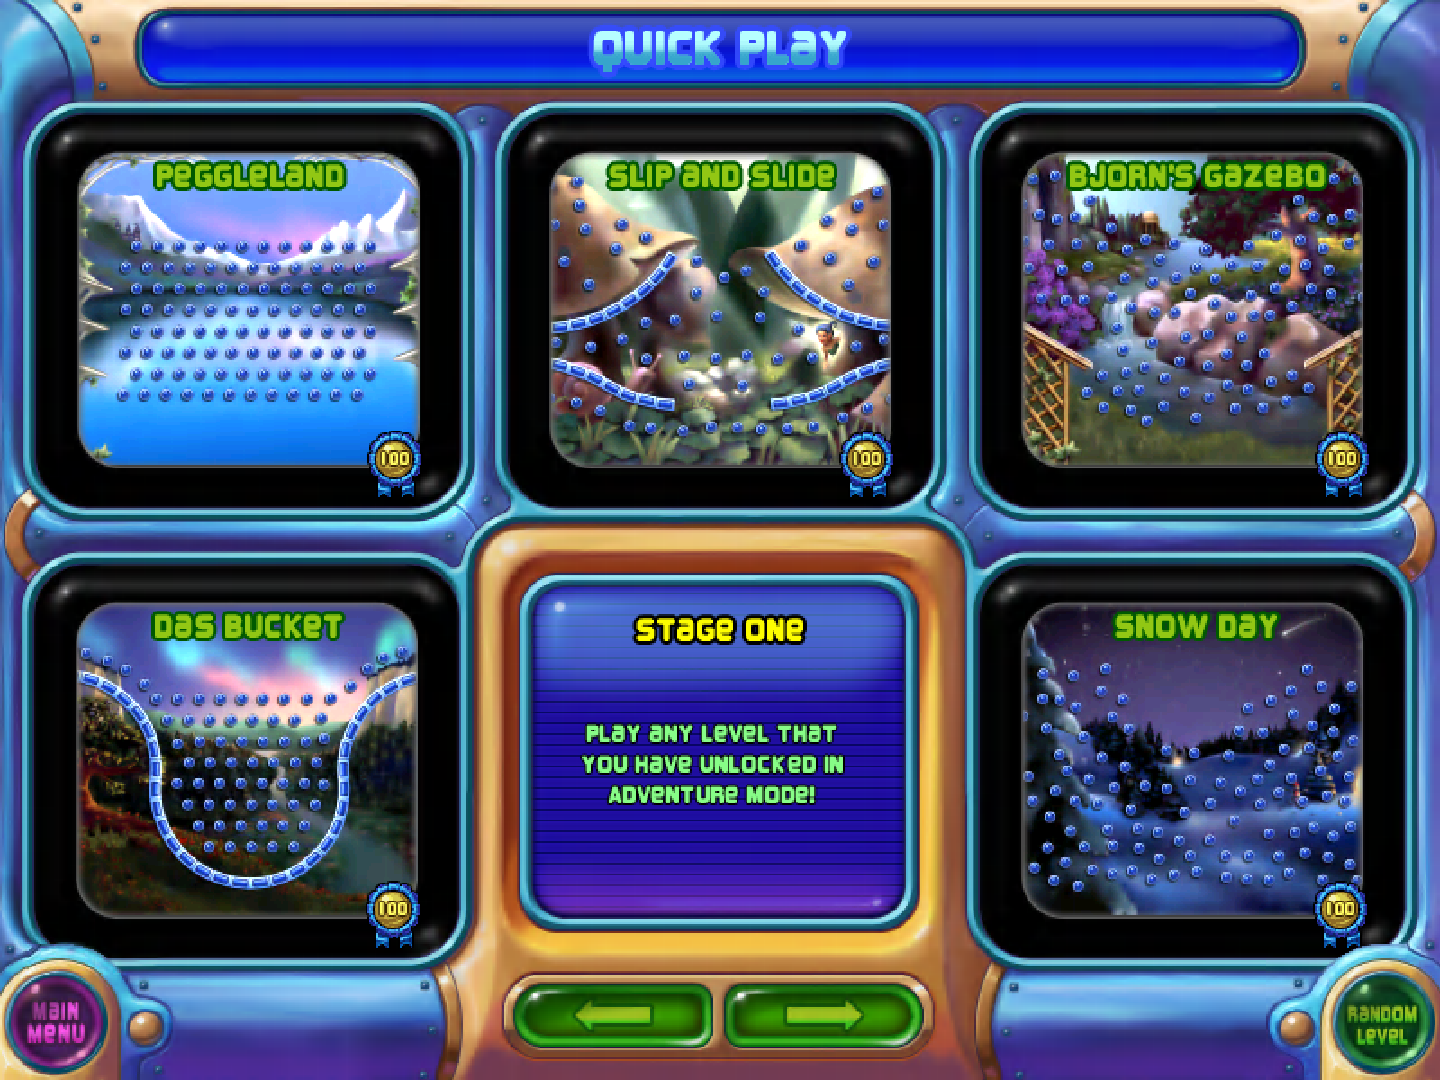 QUICK PLAY
PEGGLELAND
SLIP AND SLIDE
BJORN'S GAZEBO
100
100
100
DAS BUCKET
STAGE ONE
SNOW DAY
PLAY ANY LEVEL THAT
YOU HAVE UNLOCKED IN
ADVENTURE MODE!
100
100
MAIN
MENU
RANDOM
LEVEL